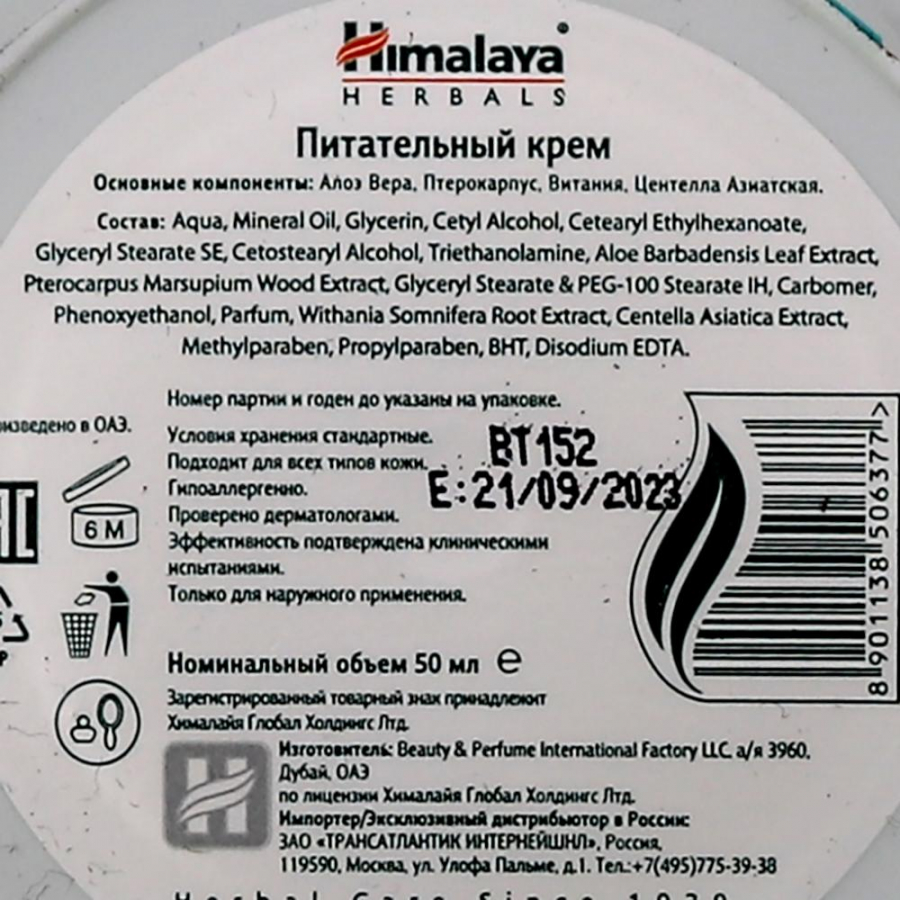 Himalaya
HERBALS
Питательный крем
Основные компоненты: Алоэ Вера, Птерокарпус, Витания, Центелла Азиатская.
Состав: Aqua, Mineral Oil, Glycerin, Cetyl Alcohol, Cetearyl Ethylhexanoate,
Glyceryl Stearate SE, Cetostearyl Alcohol, Triethanolamine, Aloe Barbadensis Leaf Extract,
Pterocarpus Marsupium Wood Extract, Glyceryl Stearate & PEG-100 Stearate IH, Carbomer,
Phenoxyethanol, Parfum, Withania Somnifera Root Extract, Centella Asiatica Extract,
Methylparaben, Propylparaben, BHT, Disodium EDTA.
Номер партии и годен до указаны на упаковке.
изведено в ОАЭ.
Условия хранения стандартные.
Подходит для всех типов кожи.
Гипоаллергенно.
Проверено дерматологами.
Эффективность подтверждена клиническими
испытаниями.
Только для наружного применения.
BT152
E:21/09/2023
6 M
8901138506377>
Номинальный объем 50 мл e
Зарегистрированный товарный знак принадлежит
Хималайя Глобал Холдингс Лтд.
Изготовитель: Beauty & Perfume International Factory LLC, а/я 3960,
Дубай, ОАЭ
по лицензии Хималайя Глобал Холдингс Лтд.
Импортер/Эксклюзивный дистрибьютор в России:
ЗАО «ТРАНСАТЛАНТИК ИНТЕРНЕЙШНЛ», Россия,
119590, Москва, ул. Улофа Пальме, д.1. Тел.:+7(495)775-39-38